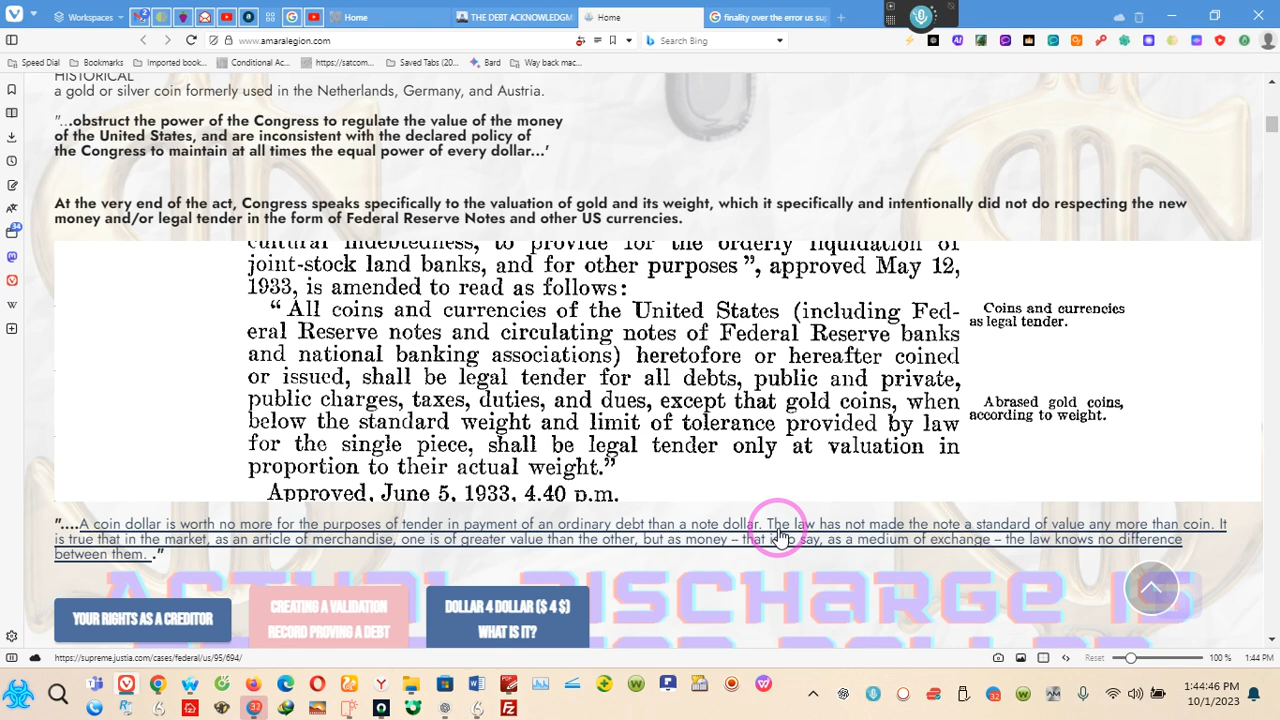 Workspaces
Home
THE DEBT ACKNOWLEDGM
Home
finality over the error us su
www.amaralegion.com
Search Bing
Speed Dial
Bookmarks
Imported book...
Conditional Ac...
https://satcom...
Saved Tabs (20...
Bard
Way back mac...
HISTORICAL
a gold or silver coin formerly used in the Netherlands, Germany, and Austria.
"...obstruct the power of the Congress to regulate the value of the money
of the United States, and are inconsistent with the declared policy of
the Congress to maintain at all times the equal power of every dollar...'
At the very end of the act, Congress speaks specifically to the valuation of gold and its weight, which it specifically and intentionally did not do respecting the new
money and/or legal tender in the form of Federal Reserve Notes and other US currencies.
cultural indebtedness, to provide for the orderly liquidation of
joint-stock land banks, and for other purposes", approved May 12,
1933, is amended to read as follows:
"All coins and currencies of the United States (including Fed-
eral Reserve notes and circulating notes of Federal Reserve banks
and national banking associations) heretofore or hereafter coined
or issued, shall be legal tender for all debts, public and private,
public charges, taxes, duties, and dues, except that gold coins, when
below the standard weight and limit of tolerance provided by law
for the single piece, shall be legal tender only at valuation in
proportion to their actual weight."
Approved, June 5, 1933, 4.40 p.m.
Coins and currencies
as legal tender.
Abrased gold coins,
according to weight.
"....A coin dollar is worth no more for the purposes of tender in payment of an ordinary debt than a note dollar. The law has not made the note a standard of value any more than coin. It
is true that in the market, as an article of merchandise, one is of greater value than the other, but as money – that is to say, as a medium of exchange – the law knows no difference
between them. ."
ACTUAL DISCHARGE IS
DOLLAR
YOUR RIGHTS AS A CREDITOR
CREATING A VALIDATION
RECORD PROVING A DEBT
DOLLAR 4 DOLLAR ($ 4 $)
WHAT IS IT?
https://supreme.justia.com/cases/federal/us/95/694/
Reset
100 %
1:44 PM
1:44:46 PM
10/1/2023